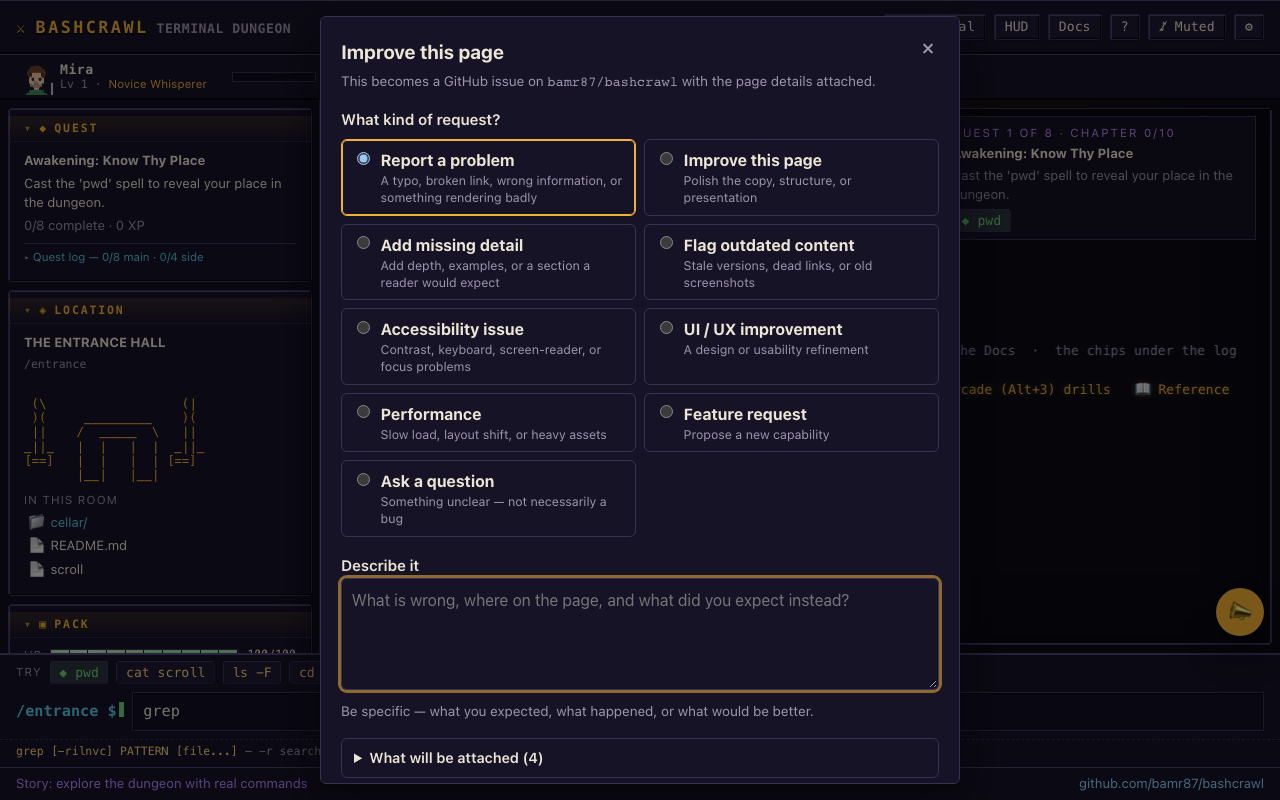 BASHCRAWL TERMINAL DUNGEON
al
HUD
Docs
?
Muted
Mira
Lv 1 · Novice Whisperer
QUEST
Awakening: Know Thy Place
Cast the 'pwd' spell to reveal your place in
the dungeon.
0/8 complete · 0 XP
Quest log — 0/8 main · 0/4 side
LOCATION
THE ENTRANCE HALL
/entrance
IN THIS ROOM
cellar/
README.md
scroll
PACK
100/100
Improve this page
This becomes a GitHub issue on bamr87/bashcrawl with the page details attached.
What kind of request?
Report a problem
A typo, broken link, wrong information, or
something rendering badly
Improve this page
Polish the copy, structure, or
presentation
Add missing detail
Add depth, examples, or a section a
reader would expect
Flag outdated content
Stale versions, dead links, or old
screenshots
Accessibility issue
Contrast, keyboard, screen-reader, or
focus problems
UI / UX improvement
A design or usability refinement
Performance
Slow load, layout shift, or heavy assets
Feature request
Propose a new capability
Ask a question
Something unclear — not necessarily a
bug
Describe it
What is wrong, where on the page, and what did you expect instead?
Be specific — what you expected, what happened, or what would be better.
What will be attached (4)
UEST 1 OF 8 · CHAPTER 0/10
wakening: Know Thy Place
ast the 'pwd' spell to reveal your place in the
ungeon.
◆ pwd
he Docs · the chips under the log
cade (Alt+3) drills 📖 Reference
TRY ◆ pwd cat scroll ls -F cd
/entrance $ grep
grep [-rilnvc] PATTERN [file...] — -r search
Story: explore the dungeon with real commands
github.com/bamr87/bashcrawl